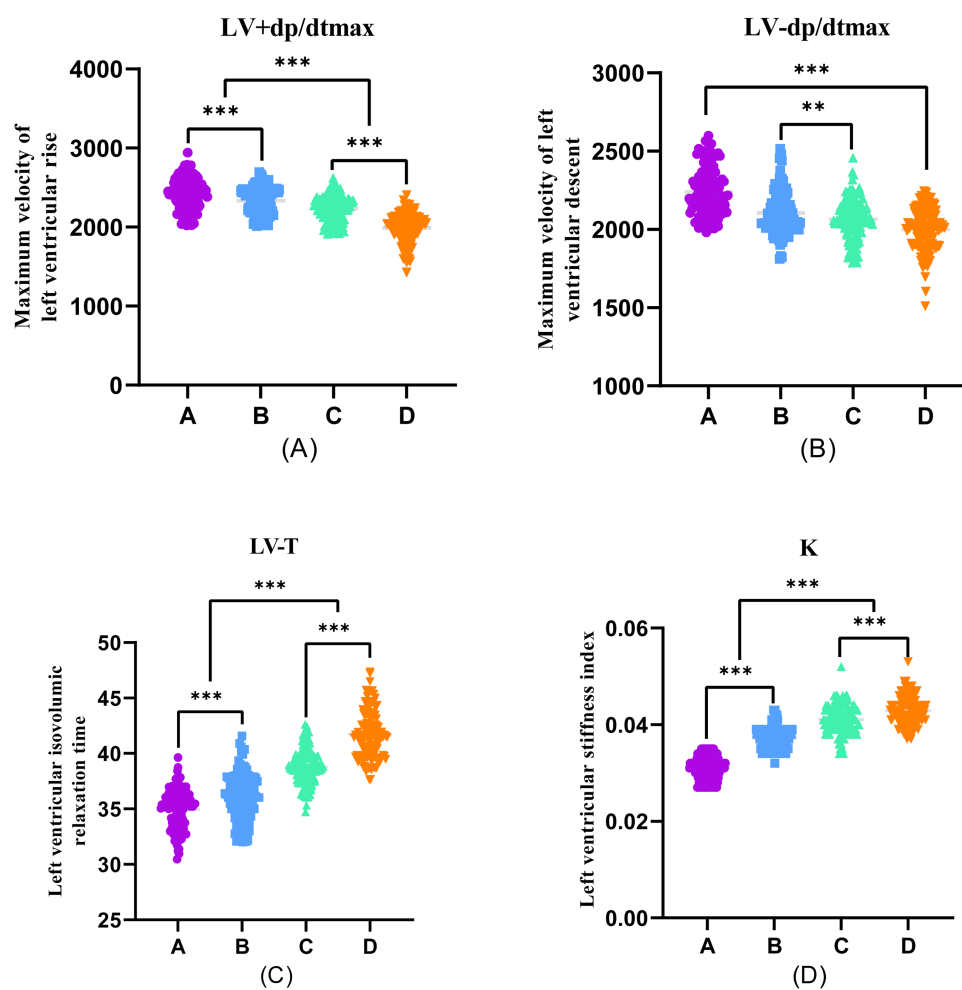 LV+dp/dtmax
Maximum velocity of
left ventricular rise
4000
3000
2000
1000
0
***
***
***
A B C D
(A)
LV-dp/dtmax
Maximum velocity of left
ventricular descent
3000
2500
2000
1500
1000
***
**
A B C D
(B)
LV-T
Left ventricular isovolumic
relaxation time
50
45
40
35
30
25
***
***
***
A B C D
(C)
K
Left ventricular stiffness index
0.06
0.04
0.02
0.00
***
***
***
A B C D
(D)